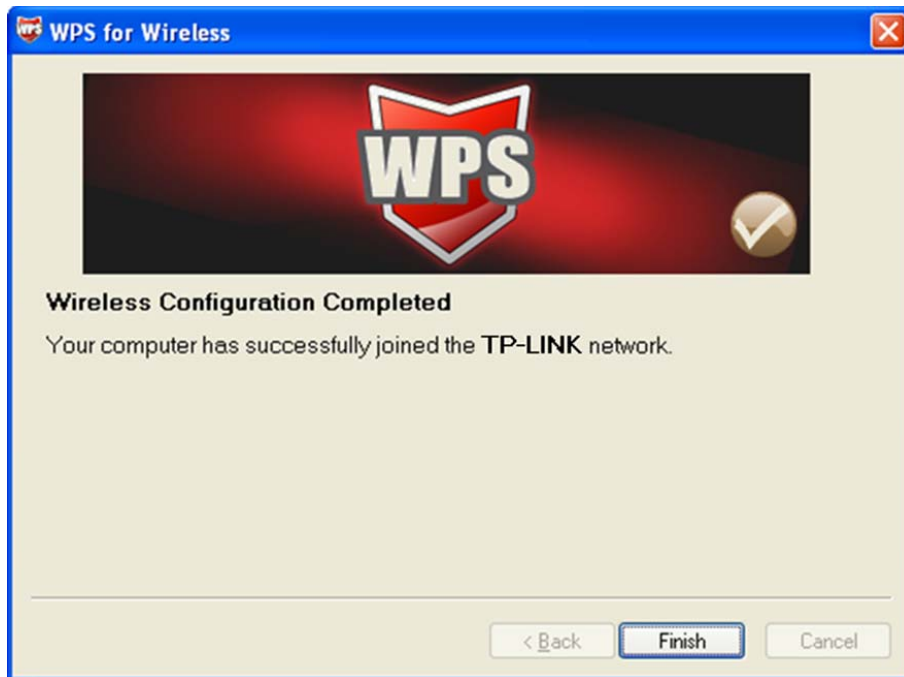 WPS WPS for Wireless
WPS
Wireless Configuration Completed
Your computer has successfully joined the TP-LINK network.
< Back Finish Cancel